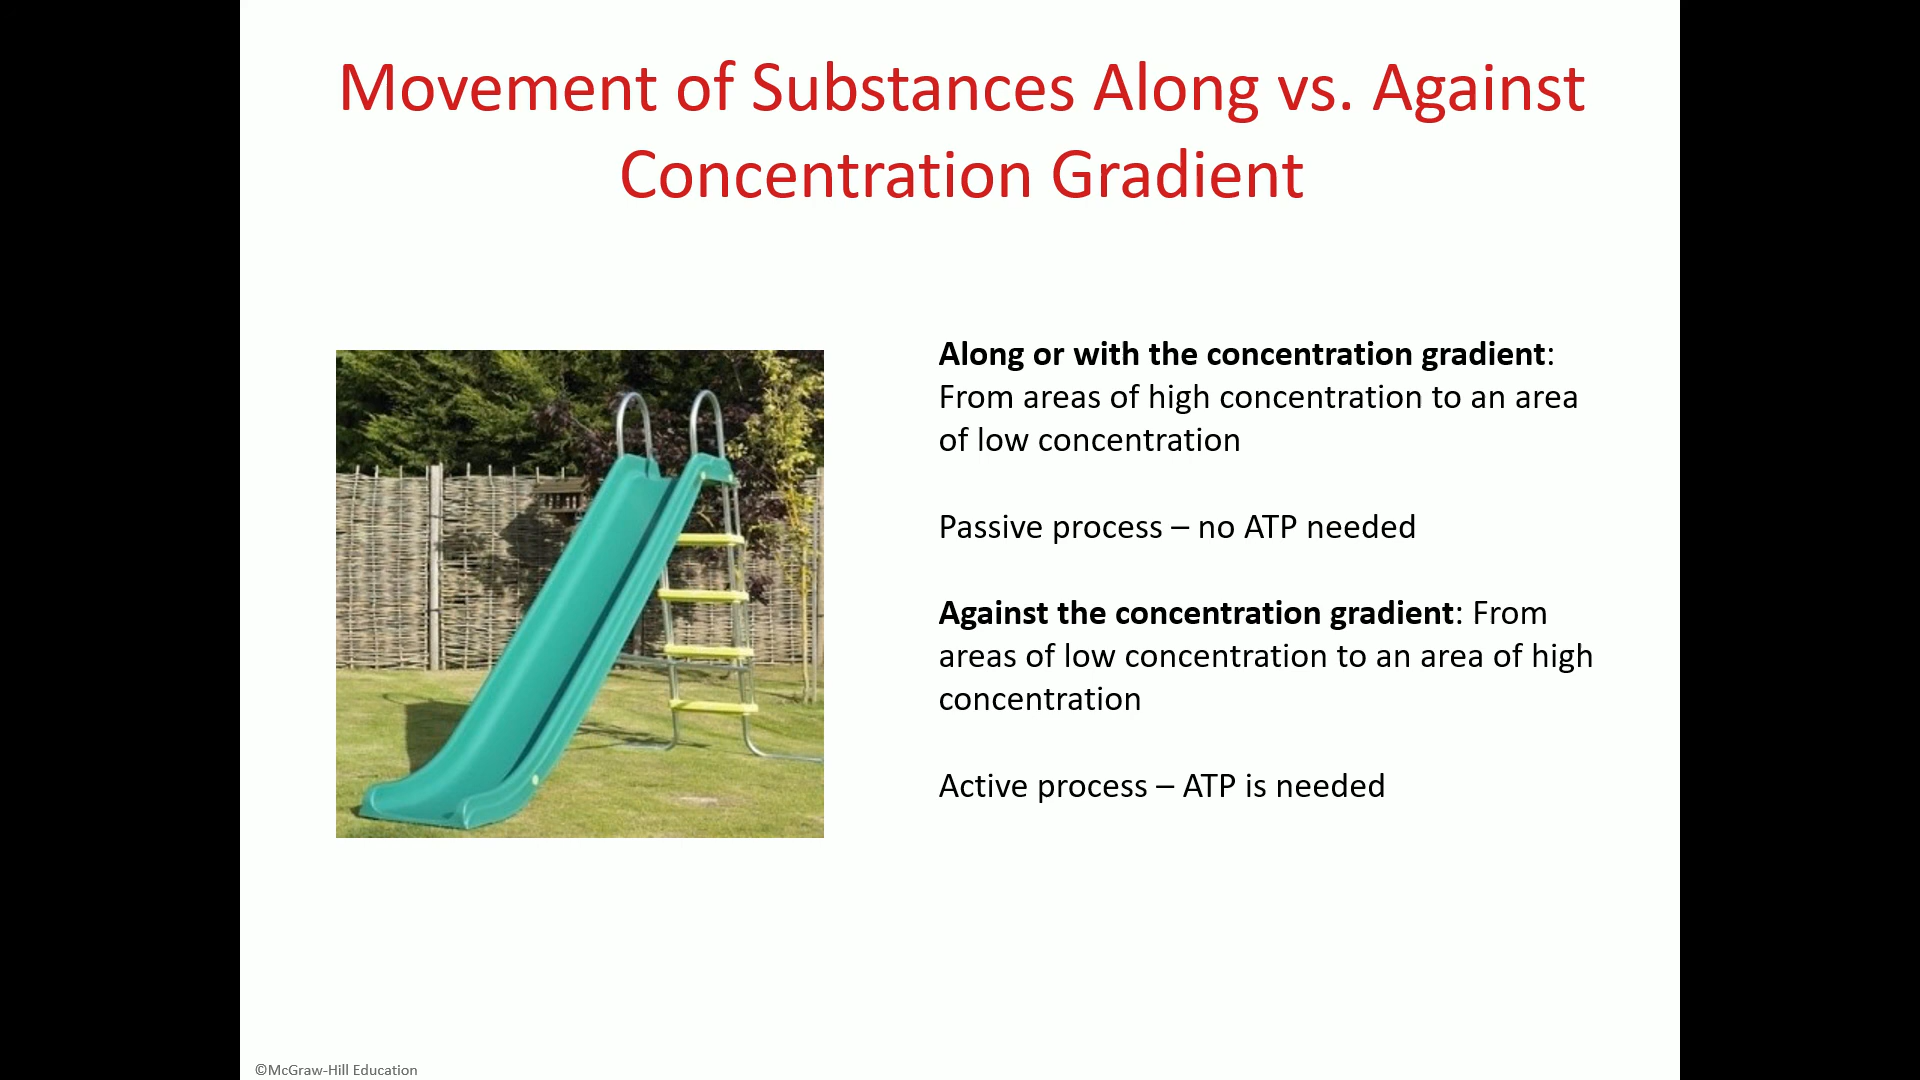 Movement of Substances Along vs. Against
Concentration Gradient
Along or with the concentration gradient:
From areas of high concentration to an area
of low concentration
Passive process – no ATP needed
Against the concentration gradient: From
areas of low concentration to an area of high
concentration
Active process – ATP is needed
©McGraw-Hill Education